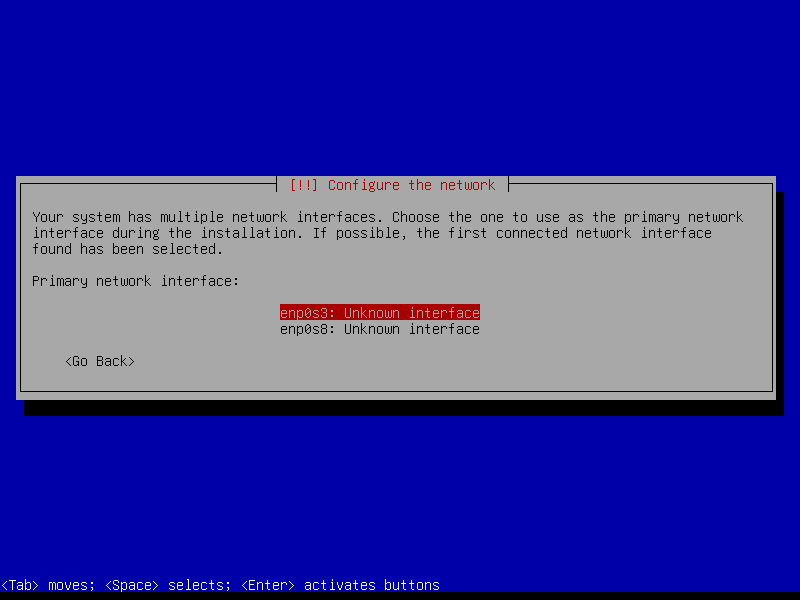 [!!] Configure the network
Your system has multiple network interfaces. Choose the one to use as the primary network
interface during the installation. If possible, the first connected network interface
found has been selected.
Primary network interface:
enp0s3: Unknown interface
enp0s8: Unknown interface
<Go Back>
<Tab> moves; <Space> selects; <Enter> activates buttons